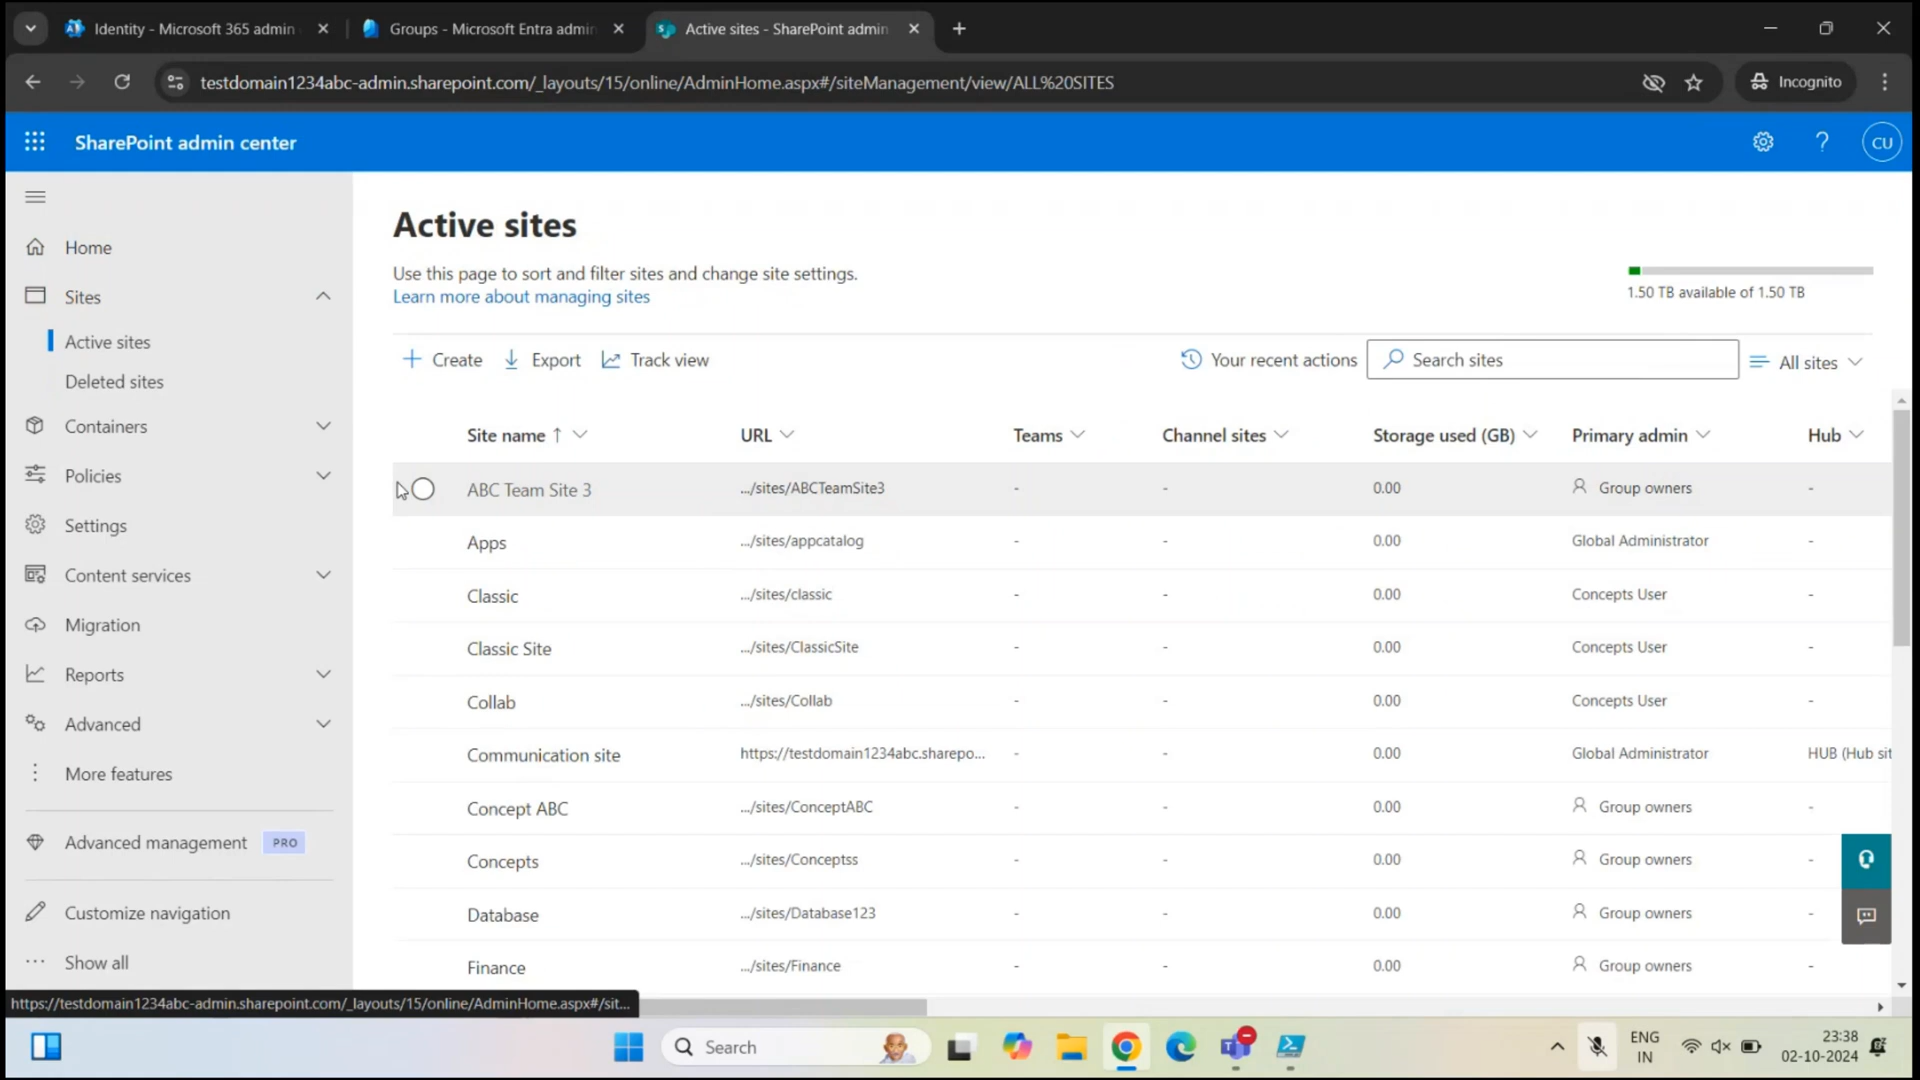 Identity - Microsoft 365 admin
Groups - Microsoft Entra admin
Active sites - SharePoint admin
testdomain1234abc-admin.sharepoint.com/_layouts/15/online/AdminHome.aspx#/siteManagement/view/ALL%20SITES
Incognito
SharePoint admin center
CU
Home
Sites
Active sites
Deleted sites
Containers
Policies
Settings
Content services
Migration
Reports
Advanced
More features
Advanced management PRO
Customize navigation
Show all
Active sites
Use this page to sort and filter sites and change site settings.
Learn more about managing sites
1.50 TB available of 1.50 TB
Create Export Track view Your recent actions Search sites All sites
Site name ↑ URL Teams Channel sites Storage used (GB) Primary admin Hub
ABC Team Site 3 .../sites/ABCTeamSite3 - - 0.00 Group owners -
Apps .../sites/appcatalog - - 0.00 Global Administrator -
Classic .../sites/classic - - 0.00 Concepts User -
Classic Site .../sites/ClassicSite - - 0.00 Concepts User -
Collab .../sites/Collab - - 0.00 Concepts User -
Communication site https://testdomain1234abc.sharepo... - - 0.00 Global Administrator HUB (Hub sit
Concept ABC .../sites/ConceptABC - - 0.00 Group owners -
Concepts .../sites/Conceptss - - 0.00 Group owners -
Database .../sites/Database123 - - 0.00 Group owners -
Finance .../sites/Finance - - 0.00 Group owners -
https://testdomain1234abc-admin.sharepoint.com/_layouts/15/online/AdminHome.aspx#/sit...
Search
ENG
IN
23:38
02-10-2024